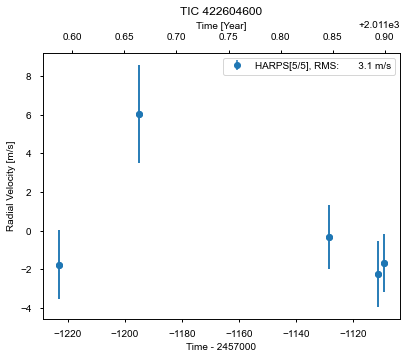 TIC 422604600
Time [Year]
+2.011e3
0.60 0.65 0.70 0.75 0.80 0.85 0.90
HARPS[5/5], RMS: 3.1 m/s
Radial Velocity [m/s]
8
6
4
2
0
−2
−4
−1220 −1200 −1180 −1160 −1140 −1120
Time - 2457000